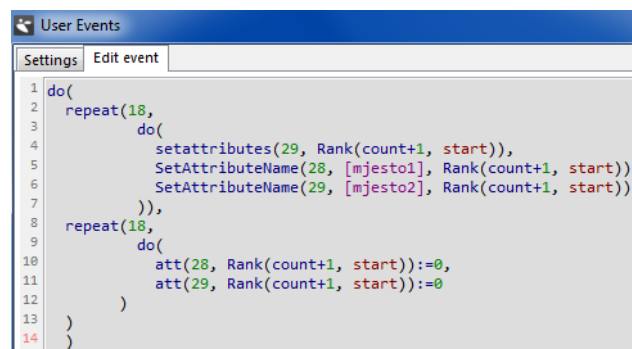 User Events
Settings Edit event
1 do(
2 repeat(18,
3 do(
4 setattributes(29, Rank(count+1, start)),
5 SetAttributeName(28, [mjesto1], Rank(count+1, start))
6 SetAttributeName(29, [mjesto2], Rank(count+1, start))
7 )),
8 repeat(18,
9 do(
10 att(28, Rank(count+1, start)):=0,
11 att(29, Rank(count+1, start)):=0
12 )
13 )
14 )